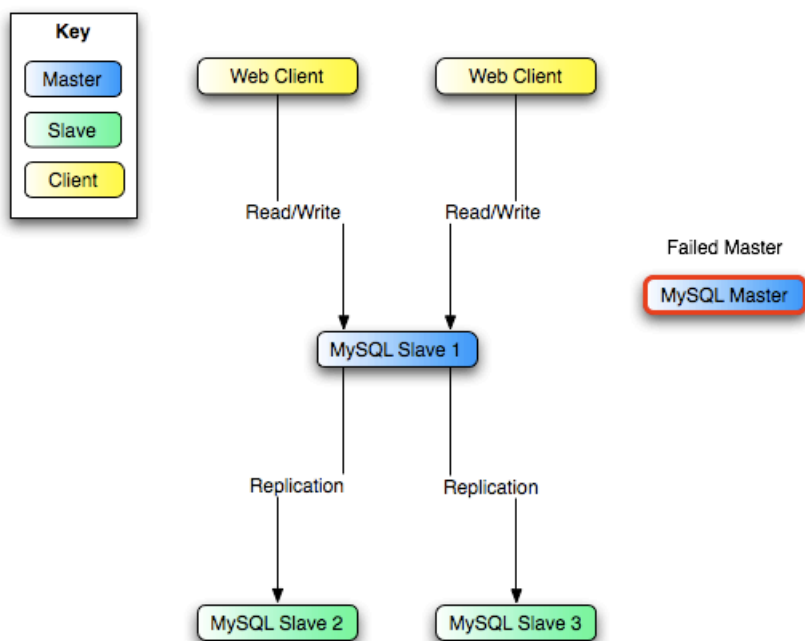 Key
Master
Slave
Client
Web Client
Web Client
Read/Write
Read/Write
Failed Master
MySQL Master
MySQL Slave 1
Replication
Replication
MySQL Slave 2
MySQL Slave 3